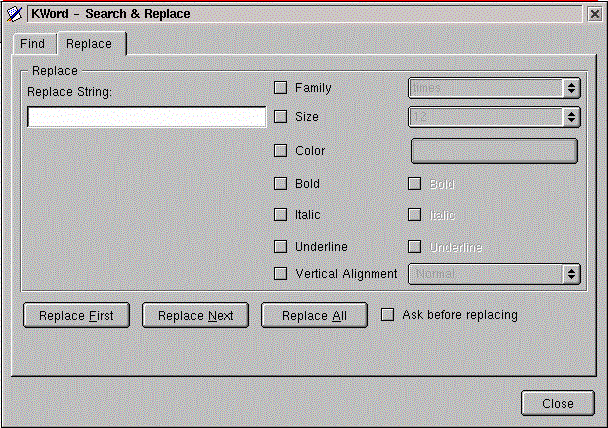 KWord - Search & Replace
Find Replace
Replace
Replace String:
Family times
Size 12
Color
Bold Bold
Italic Italic
Underline Underline
Vertical Alignment Normal
Replace First Replace Next Replace All Ask before replacing
Close